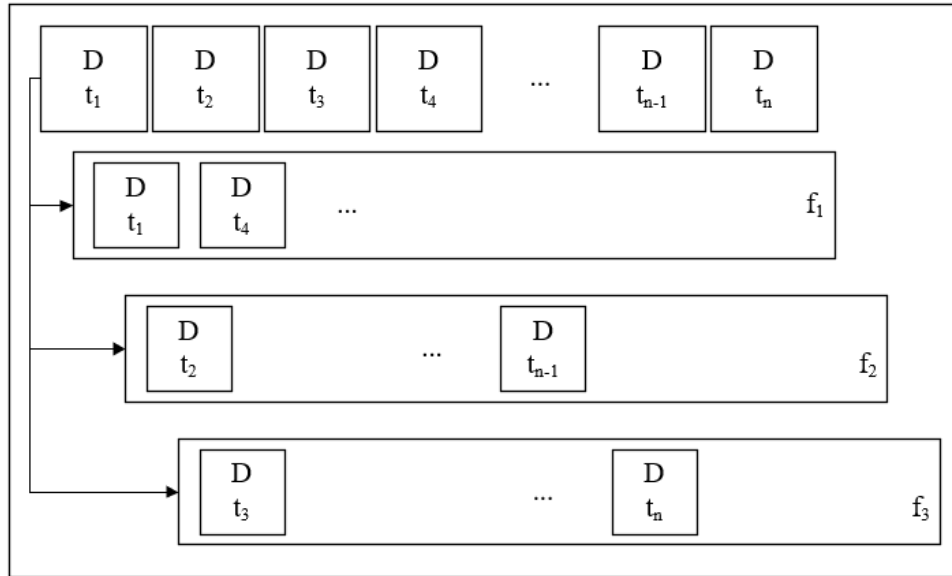 D D D D D D
t₁ t₂ t₃ t₄ ... tₙ₋₁ tₙ
D D
t₁ t₄ ... f₁
D D
t₂ ... tₙ₋₁ f₂
D D
t₃ ... tₙ f₃